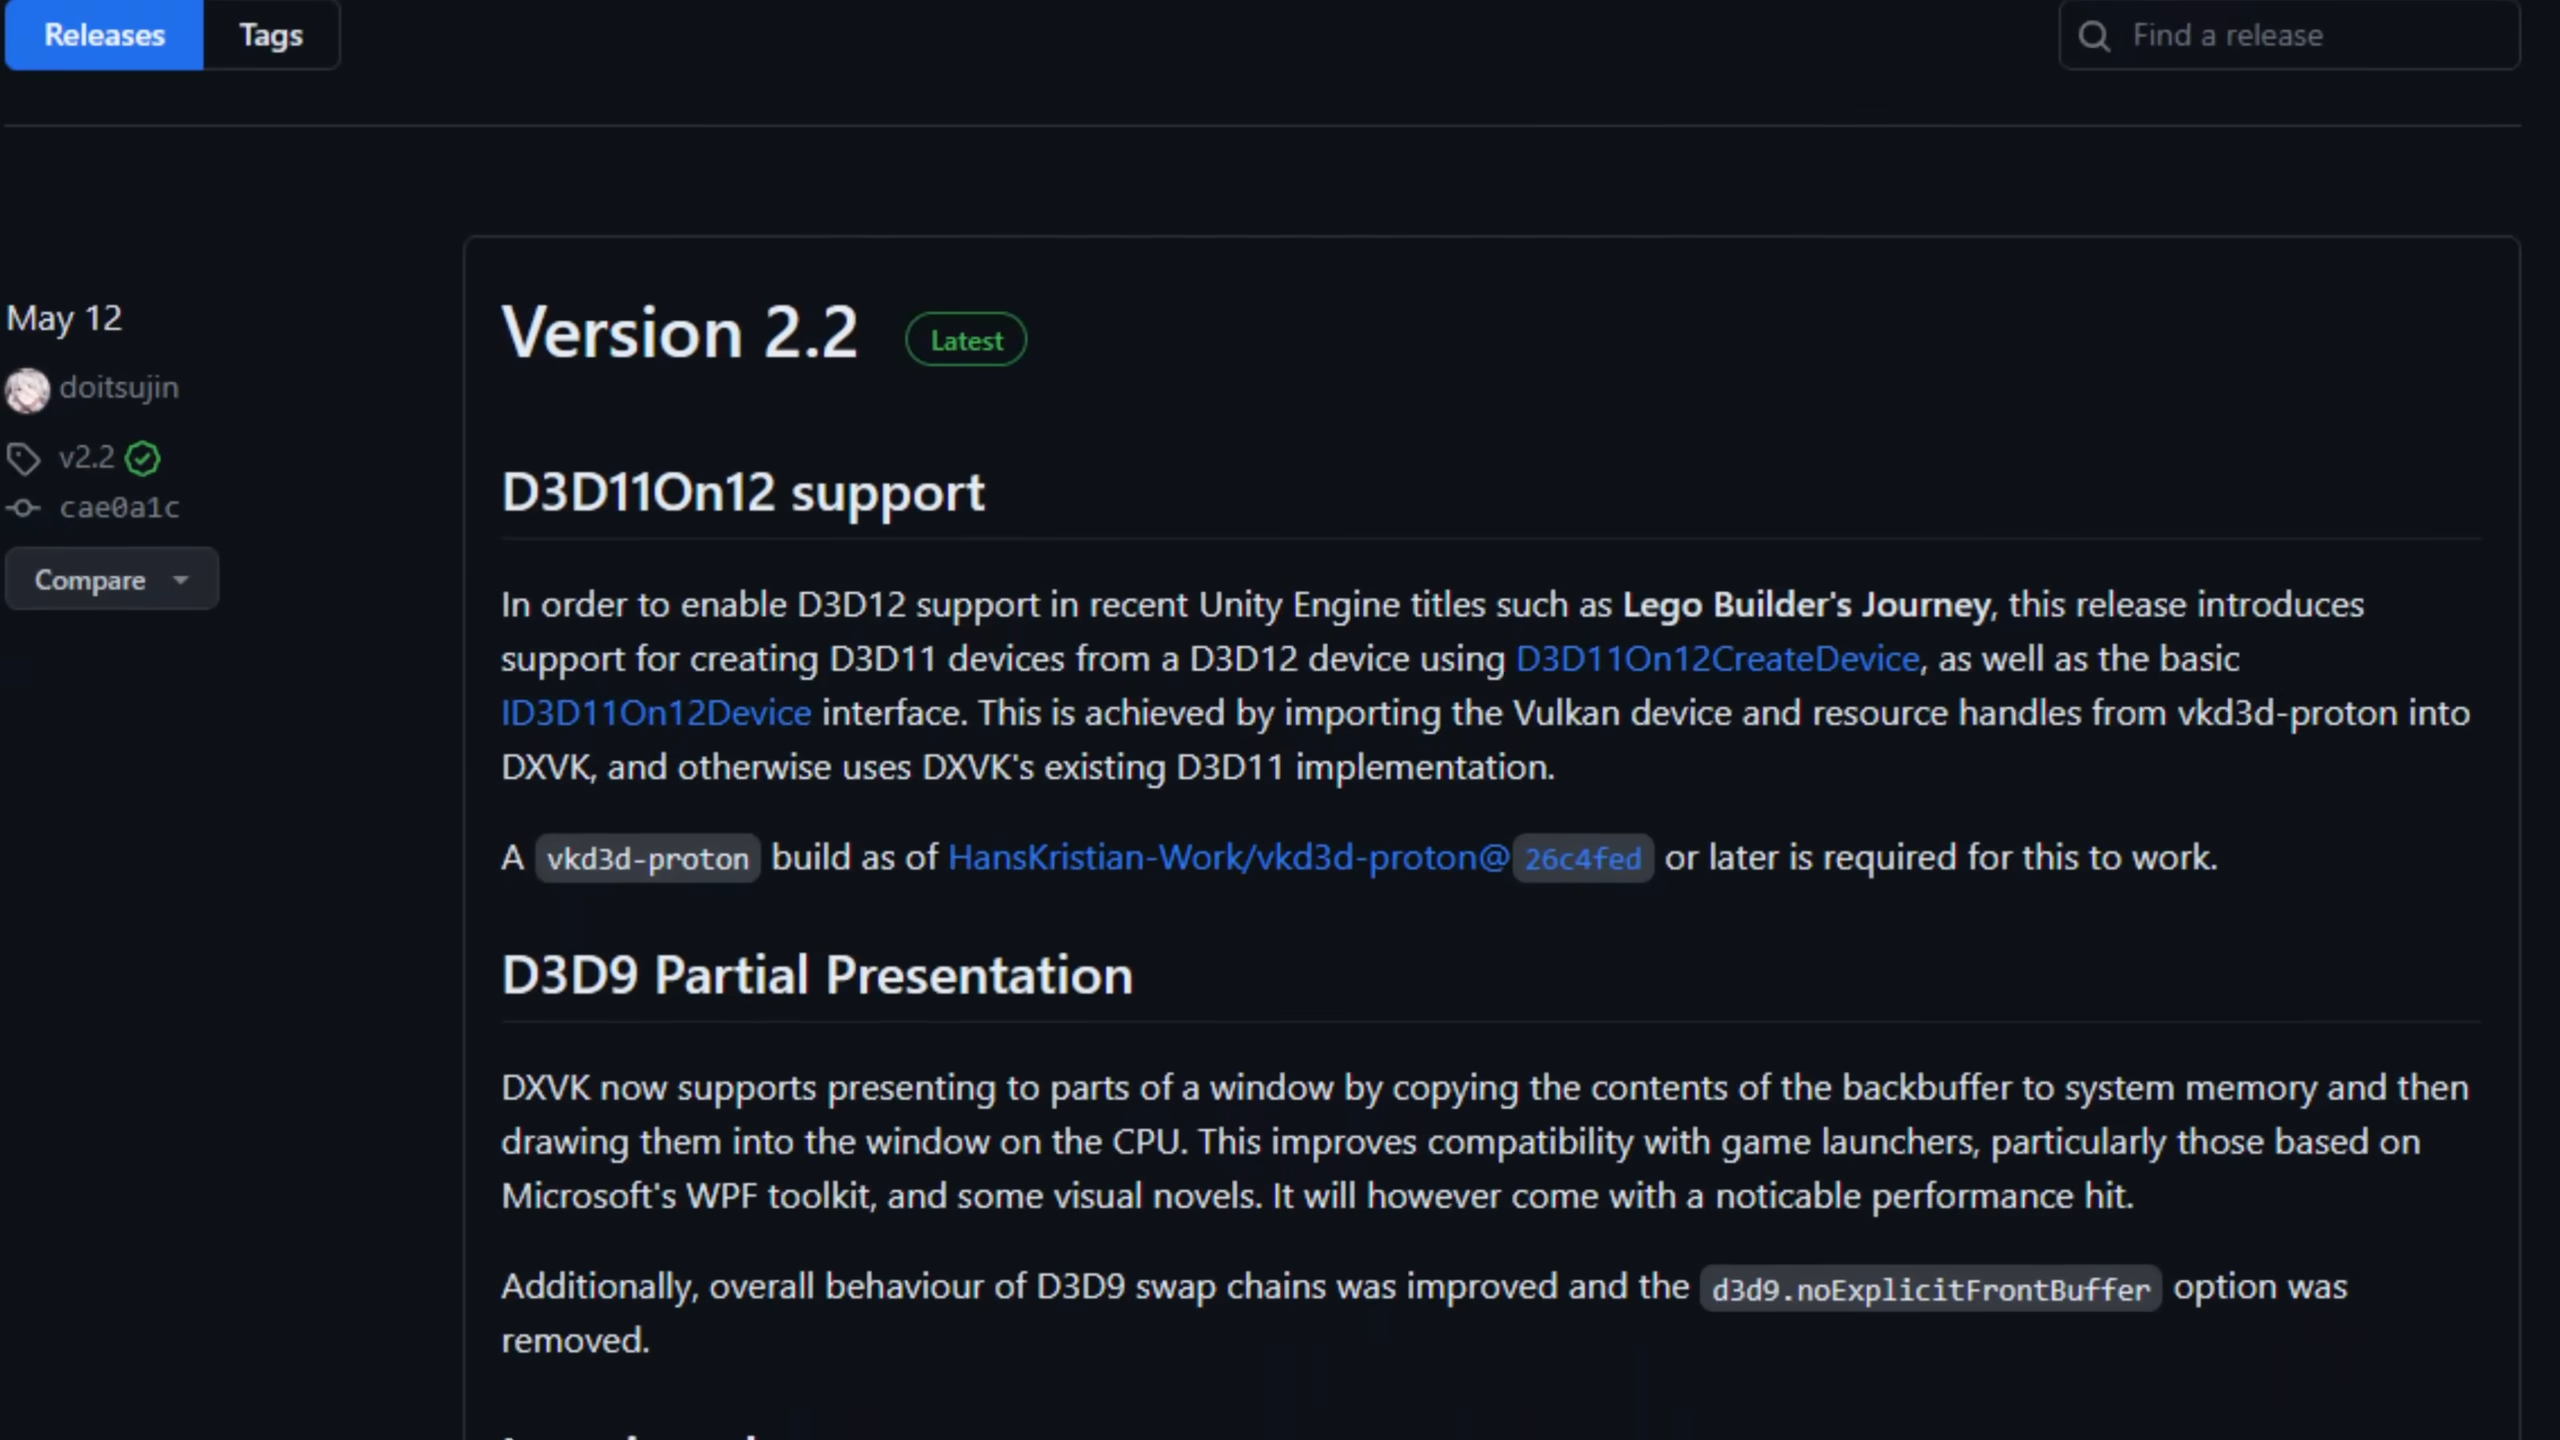 Releases
Tags
Find a release
May 12
doitsujin
v2.2
cae0a1c
Compare
Version 2.2 Latest
D3D11On12 support
In order to enable D3D12 support in recent Unity Engine titles such as Lego Builder's Journey, this release introduces
support for creating D3D11 devices from a D3D12 device using D3D11On12CreateDevice, as well as the basic
ID3D11On12Device interface. This is achieved by importing the Vulkan device and resource handles from vkd3d-proton into
DXVK, and otherwise uses DXVK's existing D3D11 implementation.
A vkd3d-proton build as of HansKristian-Work/vkd3d-proton@26c4fed or later is required for this to work.
D3D9 Partial Presentation
DXVK now supports presenting to parts of a window by copying the contents of the backbuffer to system memory and then
drawing them into the window on the CPU. This improves compatibility with game launchers, particularly those based on
Microsoft's WPF toolkit, and some visual novels. It will however come with a noticable performance hit.
Additionally, overall behaviour of D3D9 swap chains was improved and the d3d9.noExplicitFrontBuffer option was
removed.